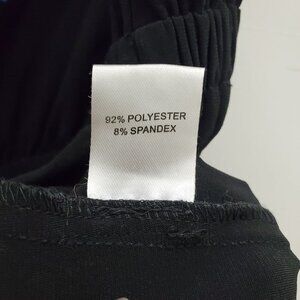 92% POLYESTER
8% SPANDEX